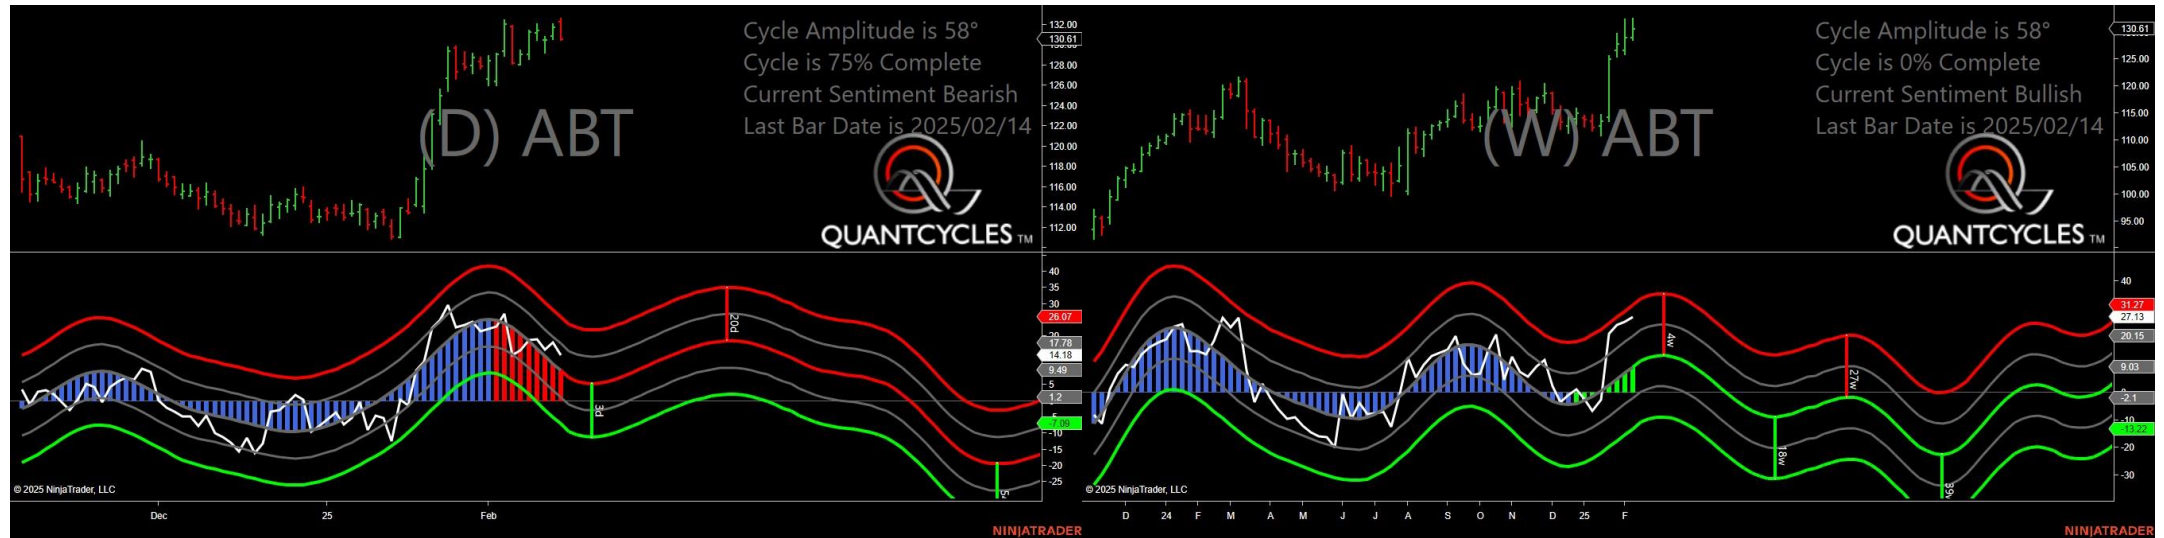 Cycle Amplitude is 58°
Cycle is 75% Complete
Current Sentiment Bearish
Last Bar Date is 2025/02/14
(D) ABT
QUANTCYCLES TM
132.00
130.61
128.00
126.00
124.00
122.00
120.00
118.00
116.00
114.00
112.00
40
35
30
26.07
20
17.78
14.18
9.49
5
1.2
-5
-7.09
-10
-15
-20
-25
20d
3d
© 2025 NinjaTrader, LLC
Dec
25
Feb
NINJATRADER
Cycle Amplitude is 58°
Cycle is 0% Complete
Current Sentiment Bullish
Last Bar Date is 2025/02/14
(W) ABT
QUANTCYCLES TM
130.61
125.00
120.00
115.00
110.00
105.00
100.00
95.00
40
31.27
27.13
20.15
9.03
0
-2.1
-10
-13.22
-20
-30
4w
27w
18w
© 2025 NinjaTrader, LLC
D
24
F
M
A
M
J
J
A
S
O
N
D
25
F
NINJATRADER